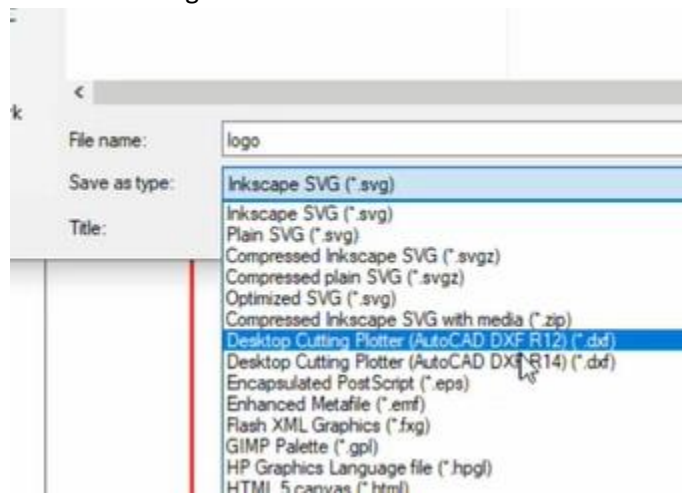 File name:
logo
Save as type:
Inkscape SVG (*.svg)
Title:
Inkscape SVG (*.svg)
Plain SVG (*.svg)
Compressed Inkscape SVG (*.svgz)
Compressed plain SVG (*.svgz)
Optimized SVG (*.svg)
Compressed Inkscape SVG with media (*.zip)
Desktop Cutting Plotter (AutoCAD DXF R12) (*.dxf)
Desktop Cutting Plotter (AutoCAD DXF R14) (*.dxf)
Encapsulated PostScript (*.eps)
Enhanced Metafile (*.emf)
Flash XML Graphics (*.fxg)
GIMP Palette (*.gpl)
HP Graphics Language file (*.hpgl)
HTML 5 canvas (*.html)